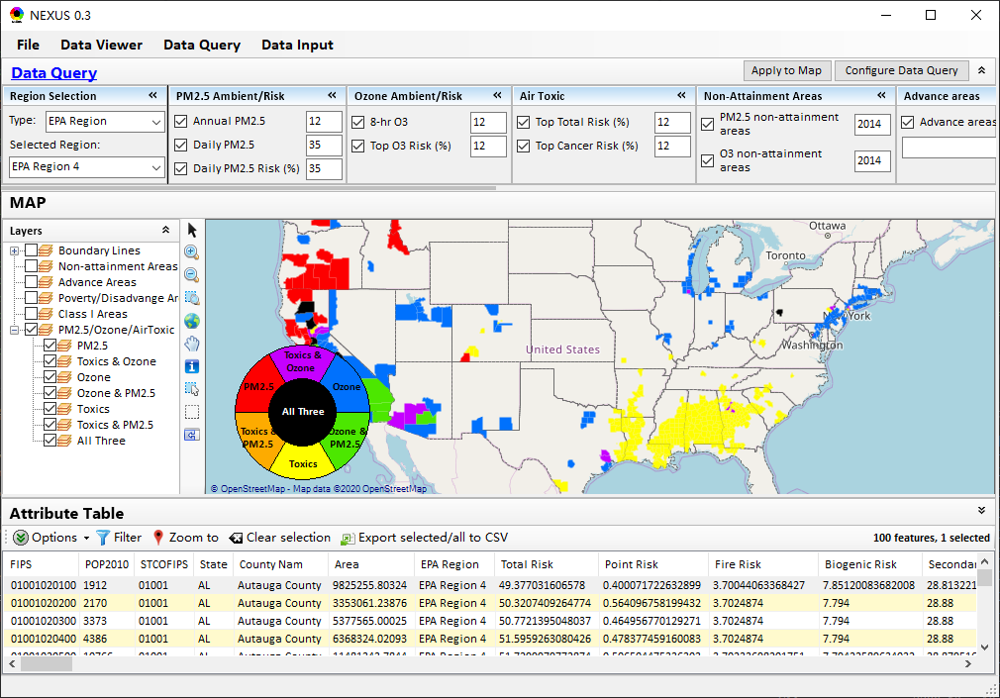 NEXUS 0.3
File Data Viewer Data Query Data Input
Data Query Apply to Map Configure Data Query
Region Selection PM2.5 Ambient/Risk Ozone Ambient/Risk Air Toxic Non-Attainment Areas Advance areas
Type: EPA Region
Selected Region:
EPA Region 4
Annual PM2.5 12
Daily PM2.5 35
Daily PM2.5 Risk (%) 35
8-hr O3 12
Top O3 Risk (%) 12
Top Total Risk (%) 12
Top Cancer Risk (%) 12
PM2.5 non-attainment
areas 2014
O3 non-attainment
areas 2014
Advance areas
MAP
Layers
Boundary Lines
Non-attainment Areas
Advance Areas
Poverty/Disadvange Ar
Class I Areas
PM2.5/Ozone/AirToxic
PM2.5
Toxics & Ozone
Ozone
Ozone & PM2.5
Toxics
Toxics & PM2.5
All Three
Ottawa
Toronto
New York
Washington
United States
Toxics &
Ozone
PM2.5
Ozone
All Three
Toxics &
PM2.5
Ozone &
PM2.5
Toxics
© OpenStreetMap - Map data ©2020 OpenStreetMap
Attribute Table
Options Filter Zoom to Clear selection Export selected/all to CSV 100 features, 1 selected
FIPS POP2010 STCOFIPS State County Nam Area EPA Region Total Risk Point Risk Fire Risk Biogenic Risk Secondar
01001020100 1912 01001 AL Autauga County 9825255.80324 EPA Region 4 49.377031606578 0.400071722632899 3.70044063368427 7.85120083682008 28.813221
01001020200 2170 01001 AL Autauga County 3353061.23876 EPA Region 4 50.3207409264774 0.564096758199432 3.7024874 7.794 28.88
01001020300 3373 01001 AL Autauga County 5377565.00025 EPA Region 4 50.7721395048037 0.464956770129271 3.7024874 7.794 28.88
01001020400 4386 01001 AL Autauga County 6368324.02093 EPA Region 4 51.5959263080426 0.478377459160083 3.7024874 7.794 28.88